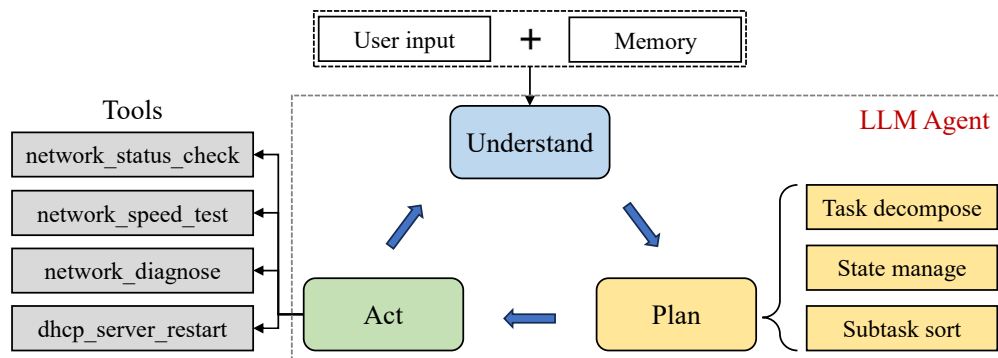 User input
+
Memory
Tools
LLM Agent
Understand
network_status_check
network_speed_test
network_diagnose
dhcp_server_restart
Act
Plan
Task decompose
State manage
Subtask sort